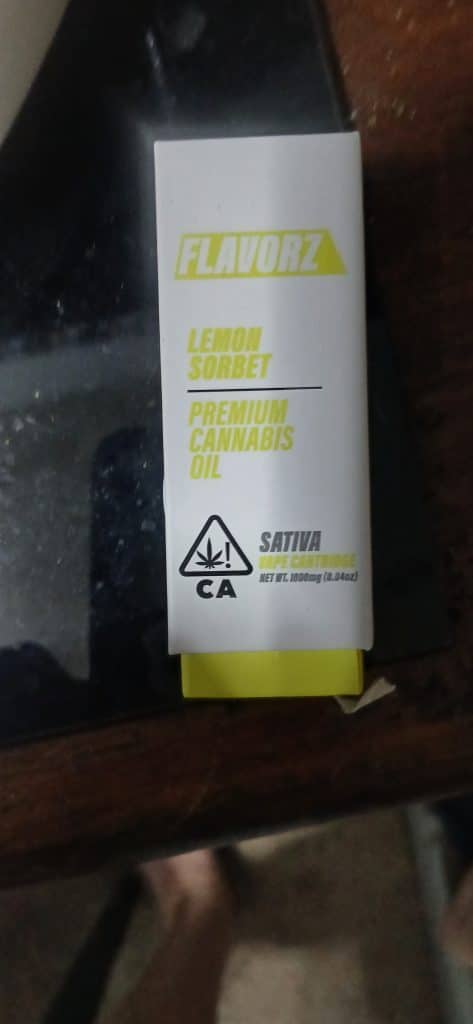 FLAVORZ
LEMON
SORBET
PREMIUM
CANNABIS
OIL
SATIVA
VAPE CARTRIDGE
NET WT. 1000mg (0.04oz)
CA